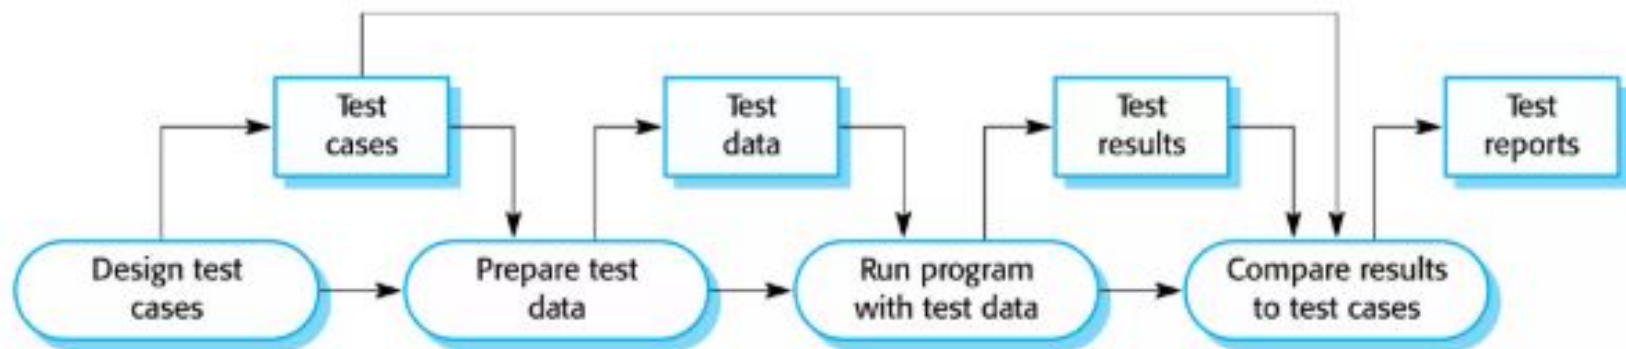 Test
cases
Test
data
Test
results
Test
reports
Design test
cases
Prepare test
data
Run program
with test data
Compare results
to test cases